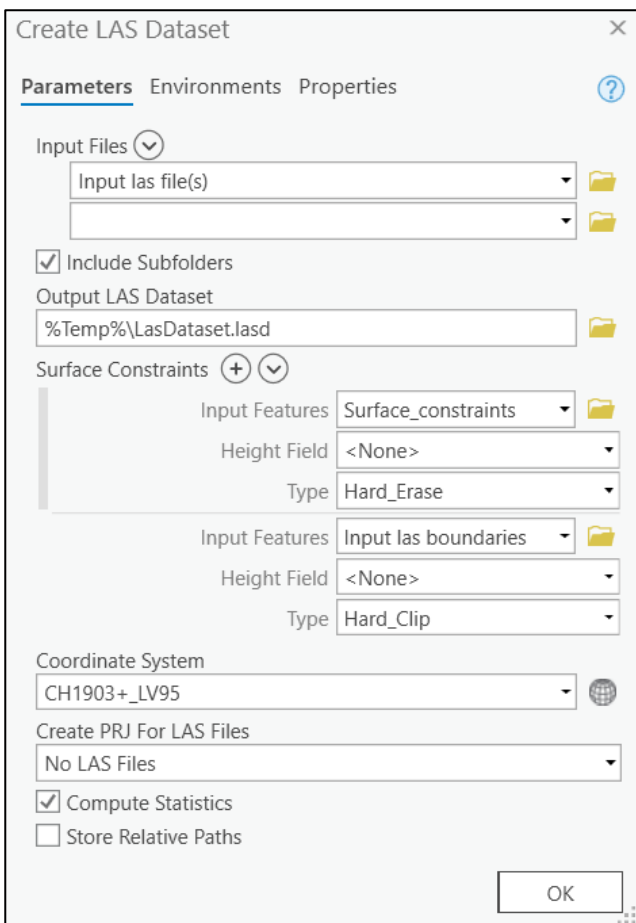 Create LAS Dataset
Parameters Environments Properties
Input Files
Input las file(s)
Include Subfolders
Output LAS Dataset
%Temp%\LasDataset.lasd
Surface Constraints
Input Features Surface_constraints
Height Field <None>
Type Hard_Erase
Input Features Input las boundaries
Height Field <None>
Type Hard_Clip
Coordinate System
CH1903+_LV95
Create PRJ For LAS Files
No LAS Files
Compute Statistics
Store Relative Paths
OK